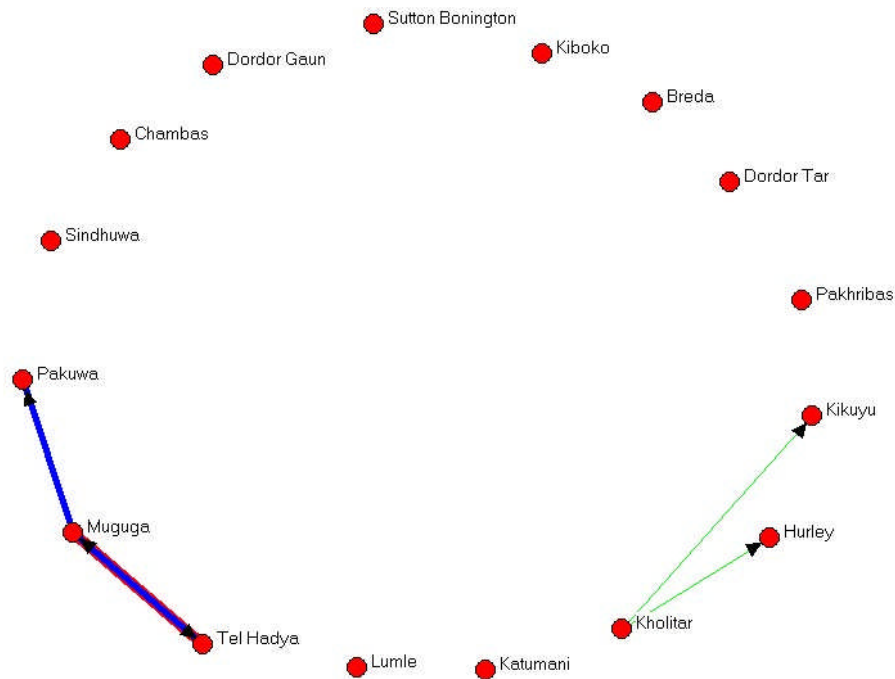 Sutton Bonington
Kiboko
Dordor Gaun
Breda
Chambas
Dordor Tar
Sindhuwa
Pakhribas
Pakuwa
Kikuyu
Muguga
Hurley
Tel Hadya
Kholitar
Lumle
Katumani